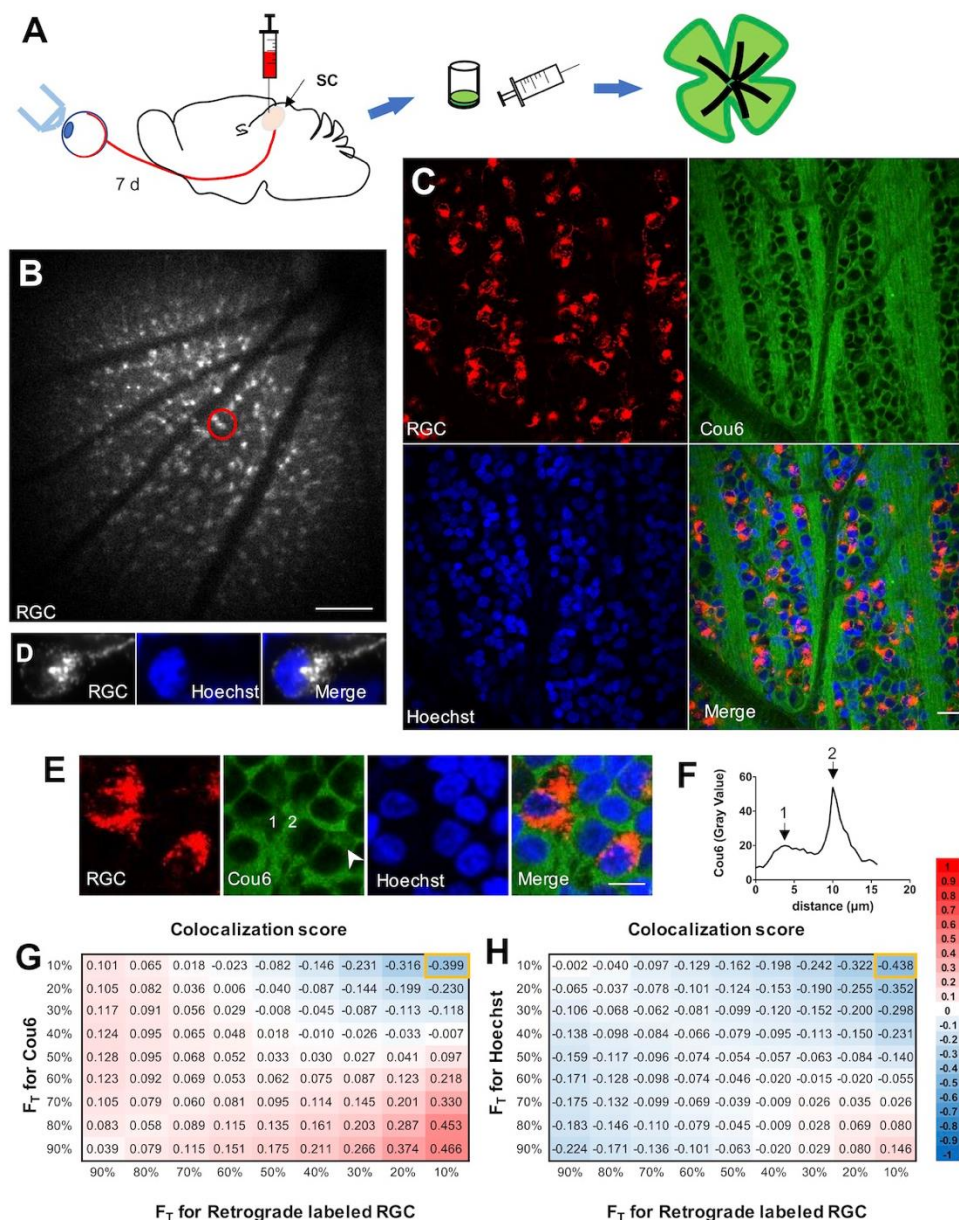 A
SC
7 d
B
RGC
C
RGC
Cou6
Hoechst
Merge
D
RGC
Hoechst
Merge
E
RGC
1 2
Cou6
Hoechst
Merge
F
Cou6 (Gray Value)
60
40
20
0
1
2
0 5 10 15 20
distance (µm)
1
0.9
0.8
0.7
0.6
0.5
0.4
0.3
0.2
0.1
0
-0.1
-0.2
-0.3
-0.4
-0.5
-0.6
-0.7
-0.8
-0.9
-1
G
Colocalization score
FT for Cou6
10% 0.101 0.065 0.018 -0.023 -0.082 -0.146 -0.231 -0.316 -0.399
20% 0.105 0.082 0.036 0.006 -0.040 -0.087 -0.144 -0.199 -0.230
30% 0.117 0.091 0.056 0.029 -0.008 -0.045 -0.087 -0.113 -0.118
40% 0.124 0.095 0.065 0.048 0.018 -0.010 -0.026 -0.033 -0.007
50% 0.128 0.095 0.068 0.052 0.033 0.030 0.027 0.041 0.097
60% 0.123 0.092 0.069 0.053 0.062 0.075 0.087 0.123 0.218
70% 0.105 0.079 0.060 0.081 0.095 0.114 0.145 0.201 0.330
80% 0.083 0.058 0.089 0.115 0.135 0.161 0.203 0.287 0.453
90% 0.039 0.079 0.115 0.151 0.171 0.211 0.266 0.374 0.466
90% 80% 70% 60% 50% 40% 30% 20% 10%
FT for Retrograde labeled RGC
H
Colocalization score
FT for Hoechst
10% -0.002 -0.040 -0.097 -0.129 -0.162 -0.198 -0.242 -0.322 -0.438
20% -0.065 -0.037 -0.078 -0.101 -0.124 -0.153 -0.190 -0.255 -0.352
30% -0.106 -0.068 -0.062 -0.081 -0.099 -0.120 -0.152 -0.200 -0.298
40% -0.138 -0.098 -0.084 -0.066 -0.079 -0.095 -0.113 -0.150 -0.231
50% -0.159 -0.117 -0.096 -0.074 -0.054 -0.057 -0.063 -0.084 -0.140
60% -0.171 -0.128 -0.098 -0.074 -0.046 -0.020 -0.015 -0.020 -0.055
70% -0.175 -0.132 -0.099 -0.069 -0.039 -0.009 0.026 0.035 0.026
80% -0.183 -0.146 -0.110 -0.079 -0.045 -0.009 0.028 0.069 0.080
90% -0.224 -0.171 -0.136 -0.101 -0.063 -0.020 0.029 0.080 0.146
90% 80% 70% 60% 50% 40% 30% 20% 10%
FT for Retrograde labeled RGC